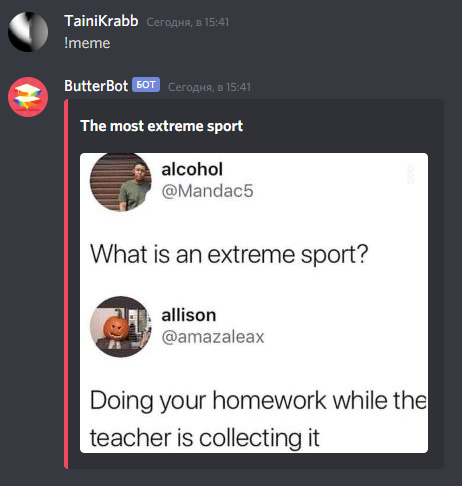 TainiKrabb Сегодня, в 15:41
!meme
ButterBot БОТ Сегодня, в 15:41
The most extreme sport
alcohol
@Mandac5
What is an extreme sport?
allison
@amazaleax
Doing your homework while the
teacher is collecting it